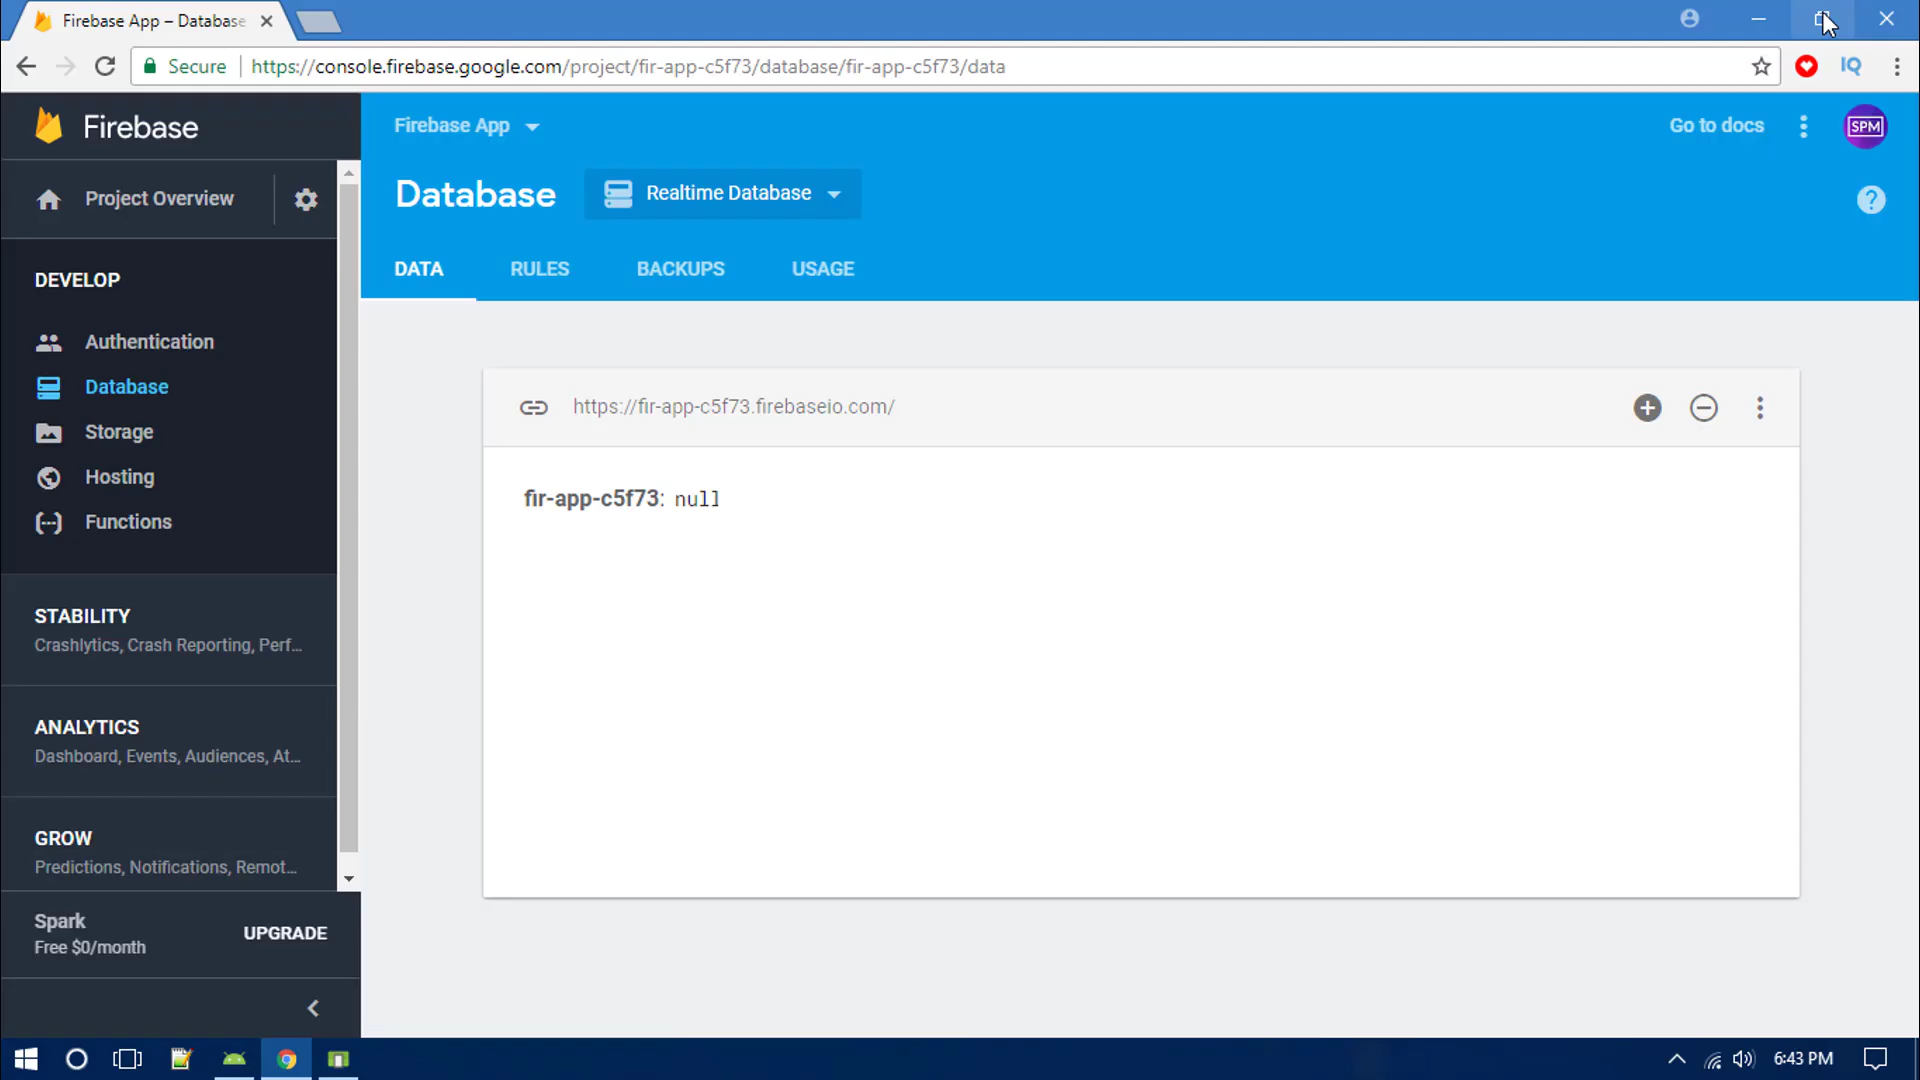 Firebase App – Database
Secure
https://console.firebase.google.com/project/fir-app-c5f73/database/fir-app-c5f73/data
IQ
Firebase
Firebase App
Go to docs
SPM
Project Overview
Database
Realtime Database
?
DATA
RULES
BACKUPS
USAGE
DEVELOP
Authentication
Database
Storage
Hosting
Functions
https://fir-app-c5f73.firebaseio.com/
fir-app-c5f73: null
STABILITY
Crashlytics, Crash Reporting, Perf...
ANALYTICS
Dashboard, Events, Audiences, At...
GROW
Predictions, Notifications, Remot...
Spark
Free $0/month
UPGRADE
6:43 PM